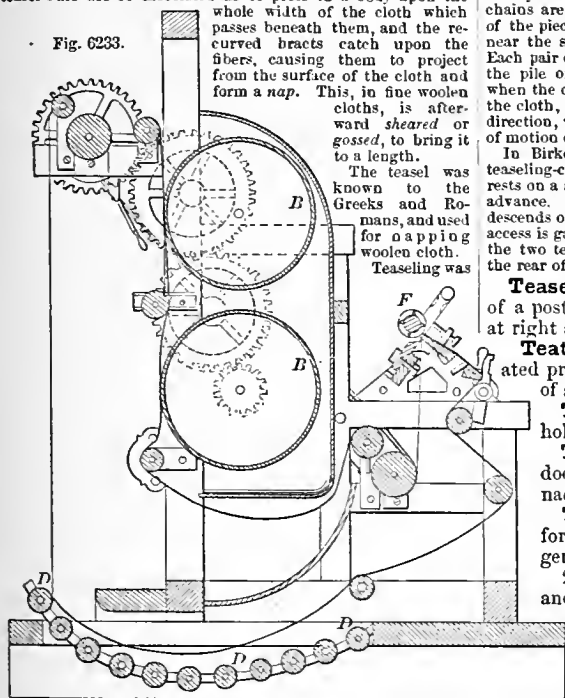 whole width of the cloth which
passes beneath them, and the re-
curved bracts catch upon the
fibers, causing them to project
from the surface of the cloth and
form a nap. This, in fine woolen
cloths, is after-
ward sheared or
gossed, to bring it
to a length.
The teasel was
known to the
Greeks and Ro-
mans, and used
for napping
woolen cloth.
Teaseling was
Fig. 6233.
B
B
F
D
D
D
chains are
of the piec
near the s
Each pair
the pile o
when the c
the cloth,
direction,
of motion
In Birke
teaseling-c
rests on a
advance.
descends o
access is ga
the two te
the rear of
Tease
of a post
at right
Teat
ated pr
of
hol
doo
nac
for
gen
and